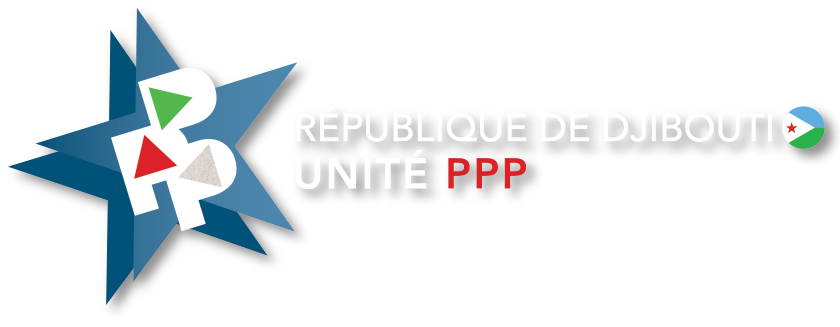 RÉPUBLIQUE DE DJIBOUTI
UNITÉ PPP